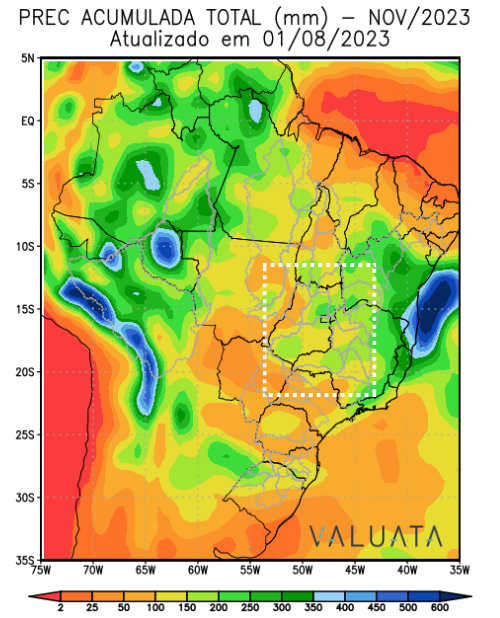 PREC ACUMULADA TOTAL (mm) – NOV/2023
Atualizado em 01/08/2023
5N
EQ
5S
10S
15S
20S
25S
30S
35S
VALUATA
75W 70W 65W 60W 55W 50W 45W 40W 35W
2 25 50 100 150 200 250 300 350 400 450 500 600